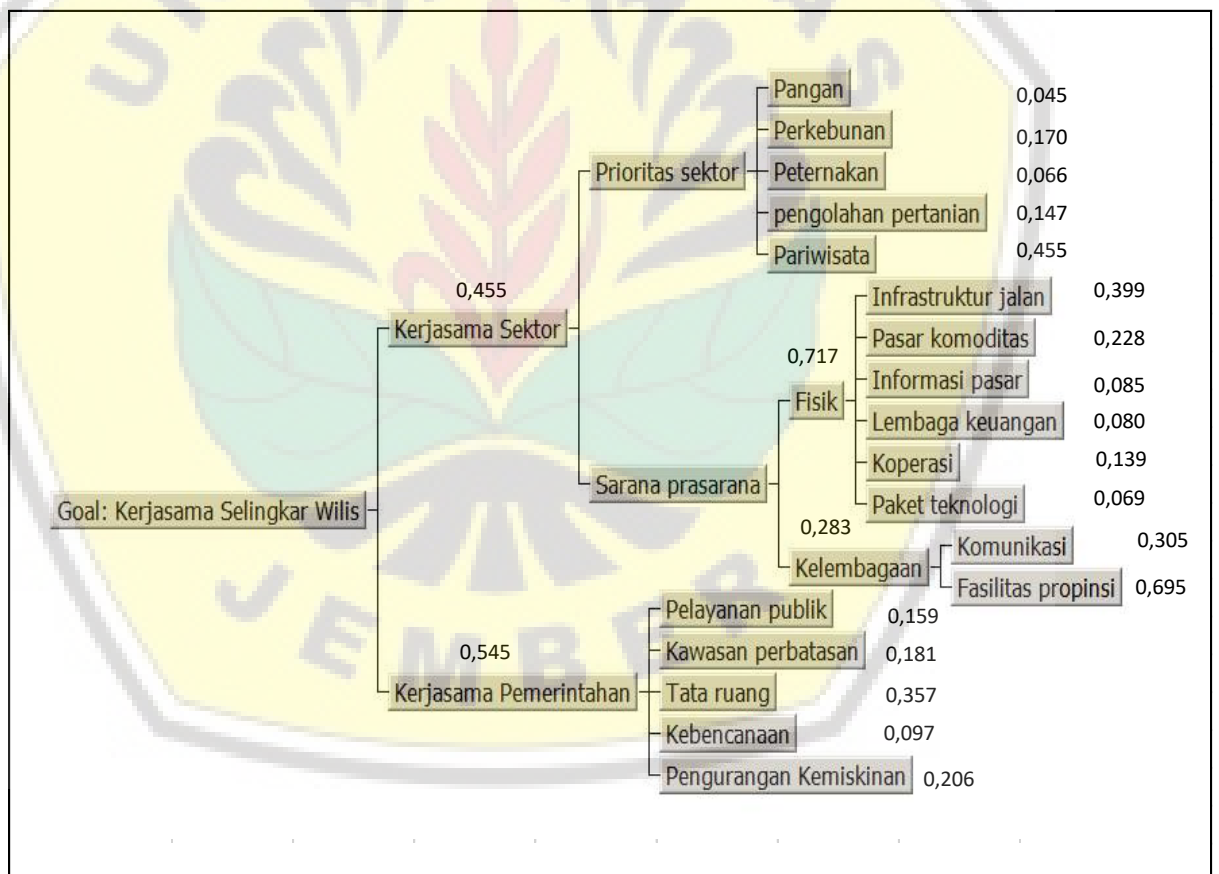 Pangan 0,045
Perkebunan 0,170
Prioritas sektor
Peternakan 0,066
pengolahan pertanian 0,147
Pariwisata 0,455
0,455
Kerjasama Sektor
Infrastruktur jalan 0,399
Pasar komoditas 0,228
0,717
Fisik
Informasi pasar 0,085
Lembaga keuangan 0,080
Koperasi 0,139
Paket teknologi 0,069
Sarana prasarana
Goal: Kerjasama Selingkar Wilis
0,283
Kelembagaan
Komunikasi 0,305
Fasilitas propinsi 0,695
0,545
Kerjasama Pemerintahan
Pelayanan publik 0,159
Kawasan perbatasan 0,181
Tata ruang 0,357
Kebencanaan 0,097
Pengurangan Kemiskinan 0,206
JEMBER